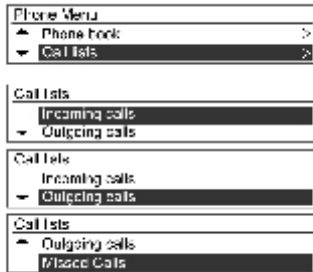 Phone Menu
Phone book >
Call lists >
Call lists
Incoming calls
Outgoing calls
Call lists
Incoming calls
Outgoing calls
Call lists
Outgoing calls
Missed Calls